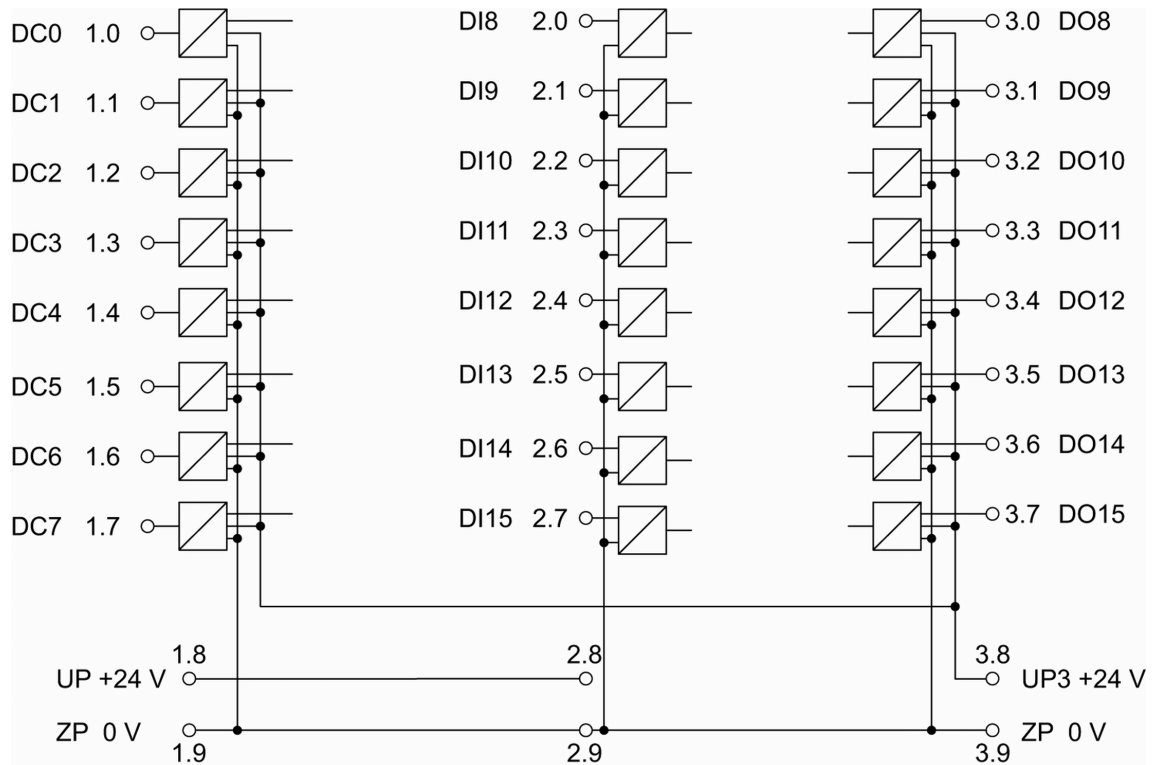 DC0 1.0 DI8 2.0 3.0 DO8
DC1 1.1 DI9 2.1 3.1 DO9
DC2 1.2 DI10 2.2 3.2 DO10
DC3 1.3 DI11 2.3 3.3 DO11
DC4 1.4 DI12 2.4 3.4 DO12
DC5 1.5 DI13 2.5 3.5 DO13
DC6 1.6 DI14 2.6 3.6 DO14
DC7 1.7 DI15 2.7 3.7 DO15
1.8 2.8 3.8
UP +24 V UP3 +24 V
ZP 0 V ZP 0 V
1.9 2.9 3.9